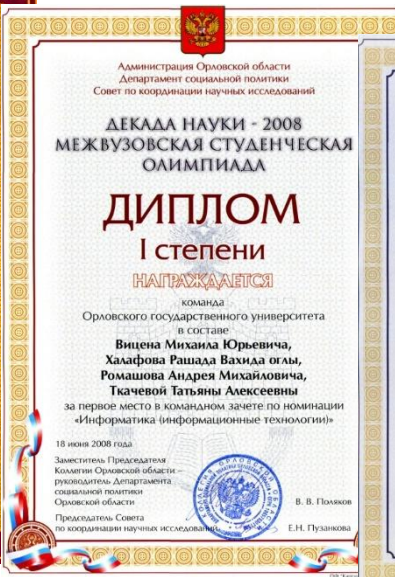 Администрация Орловской области
Департамент социальной политики
Совет по координации научных исследований
ДЕКАДА НАУКИ - 2008
МЕЖВУЗОВСКАЯ СТУДЕНЧЕСКАЯ
ОЛИМПИАДА
ДИПЛОМ
I степени
НАГРАЖДАЕТСЯ
команда
Орловского государственного университета
в составе
Вицена Михаила Юрьевича,
Халафова Рашада Вахида оглы,
Ромашова Андрея Михайловича,
Ткачевой Татьяны Алексеевны
за первое место в командном зачете по номинации
«Информатика (информационные технологии)»
18 июня 2008 года
Заместитель Председателя
Коллегии Орловской области –
руководитель Департамента
социальной политики
Орловской области
В. В. Поляков
Председатель Совета
по координации научных исследований
Е.Н. Пузанкова